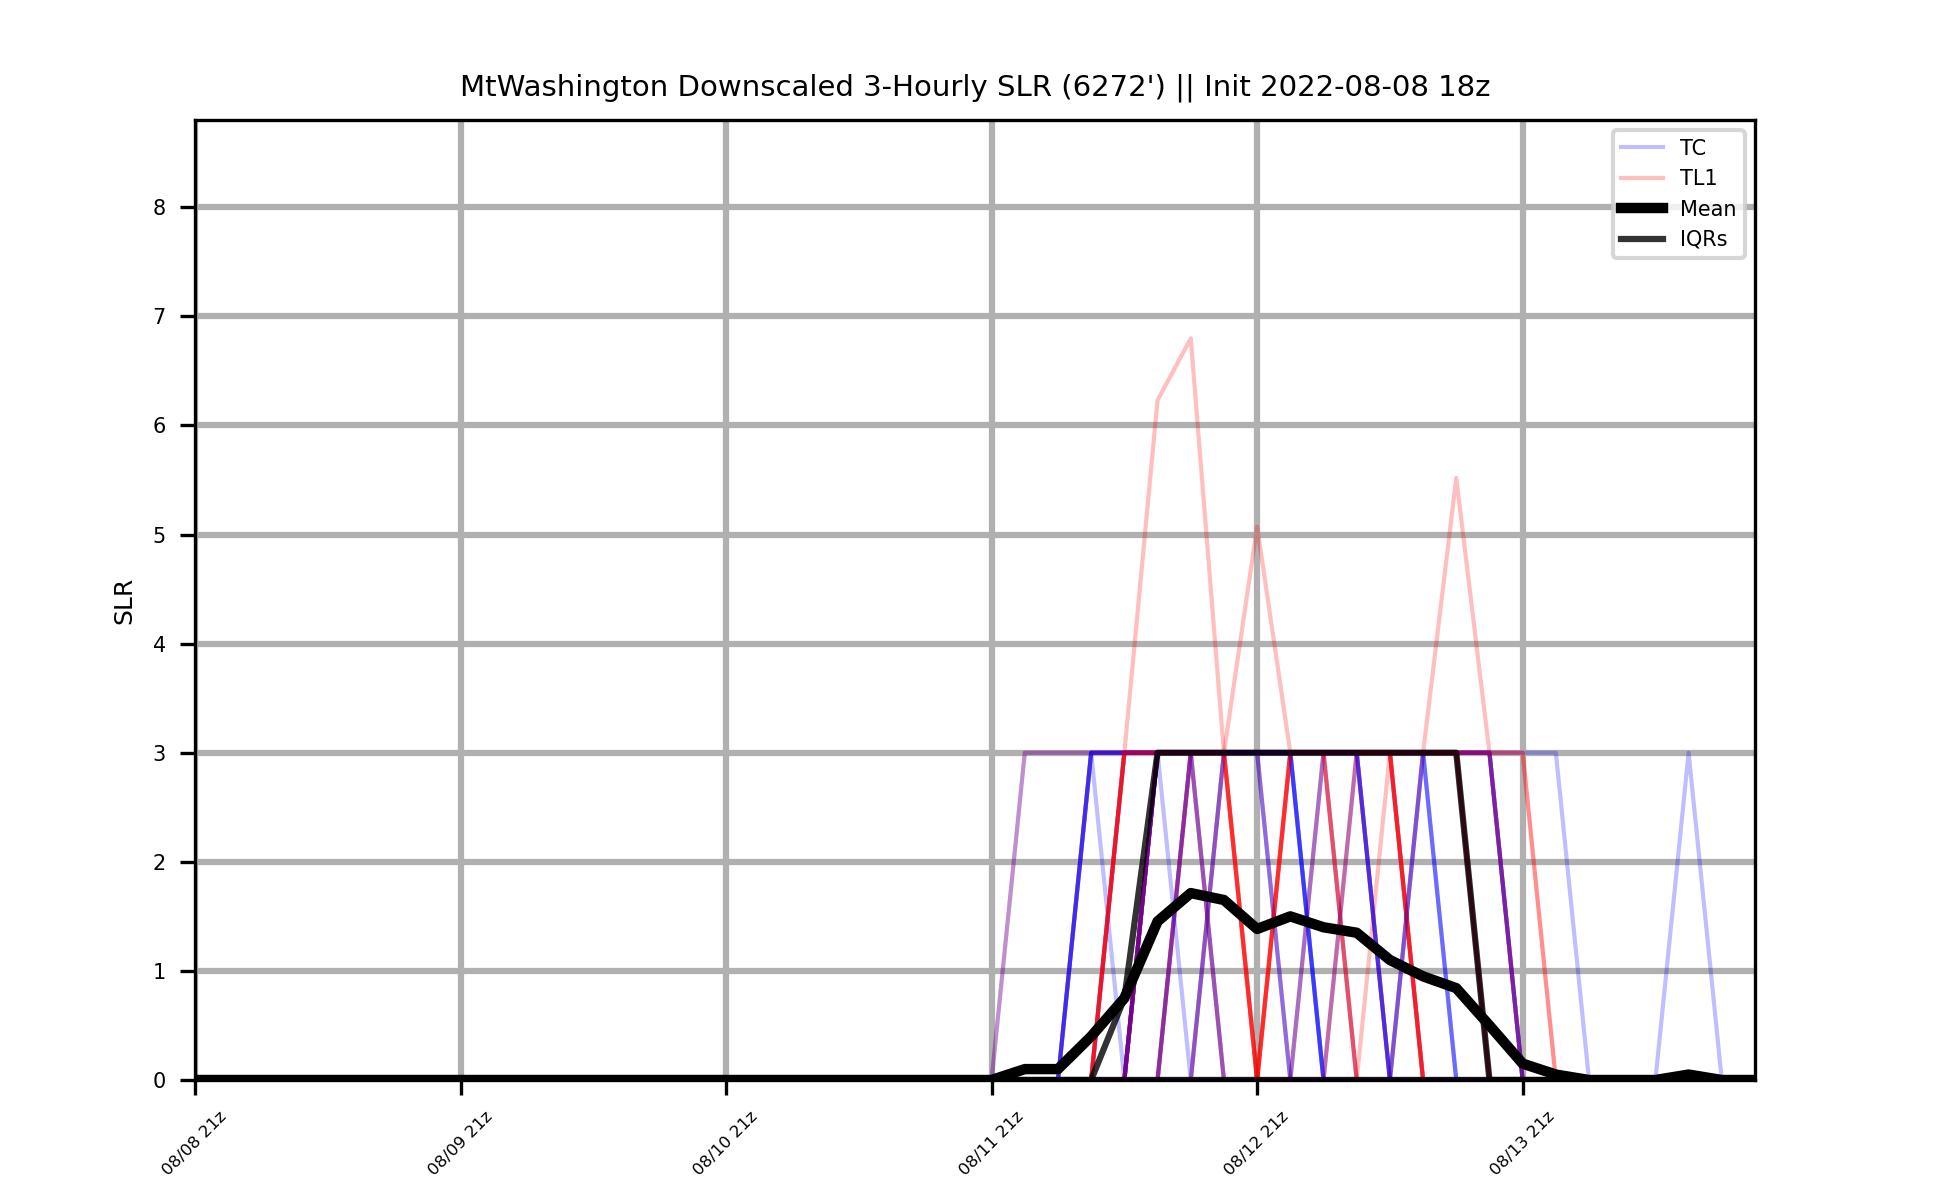 MtWashington Downscaled 3-Hourly SLR (6272') || Init 2022-08-08 18z
TC
TL1
Mean
IQRs
8
7
6
5
4
3
2
1
0
SLR
08/08 21z
08/09 21z
08/10 21z
08/11 21z
08/12 21z
08/13 21z